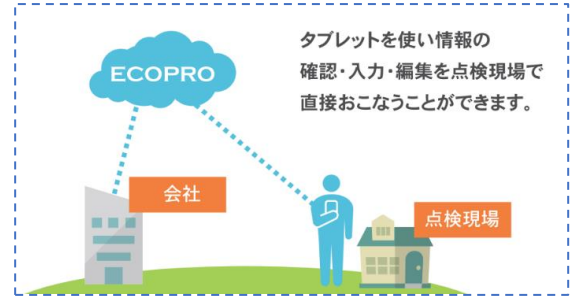 タブレットを使い情報の
確認・入力・編集を点検現場で
直接おこなうことができます。
ECOPRO
会社
点検現場